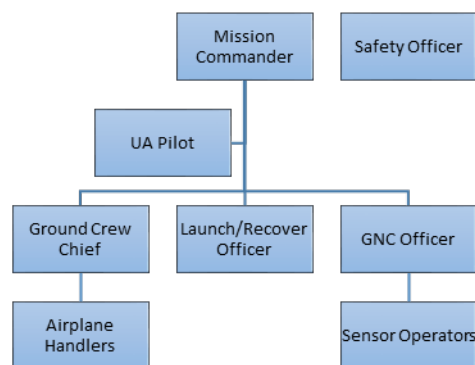 Mission
Commander
Safety Officer
UA Pilot
Ground Crew
Chief
Launch/Recover
Officer
GNC Officer
Airplane
Handlers
Sensor Operators